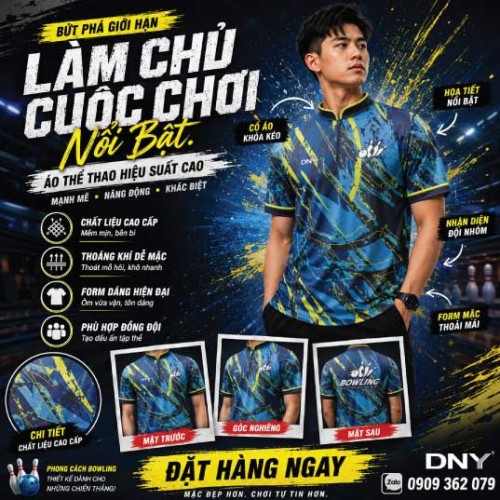 BỨT PHÁ GIỚI HẠN
LÀM CHỦ
CUỘC CHƠI
Nổi Bật.
ÁO THỂ THAO HIỆU SUẤT CAO
MẠNH MẼ • NĂNG ĐỘNG • KHÁC BIỆT
CHẤT LIỆU CAO CẤP
Mềm mịn, bền bỉ
THOÁNG KHÍ DỄ MẶC
Thoát mồ hôi, khô nhanh
FORM DÁNG HIỆN ĐẠI
Ôm vừa vặn, tôn dáng
PHÙ HỢP ĐỒNG ĐỘI
Tạo dấu ấn tập thể
CỔ ÁO
KHÓA KÉO
HỌA TIẾT
NỔI BẬT
DNY
NHẬN DIỆN
ĐỘI NHÓM
FORM MẶC
THOẢI MÁI
CHI TIẾT
CHẤT LIỆU CAO CẤP
MẶT TRƯỚC
GÓC NGHIÊNG
BOWLING
MẶT SAU
PHONG CÁCH BOWLING
THIẾT KẾ DÀNH CHO
NHỮNG CHIẾN THẮNG!
ĐẶT HÀNG NGAY
MẶC ĐẸP HƠN. CHƠI TỰ TIN HƠN.
DNY
Zalo 0909 362 079